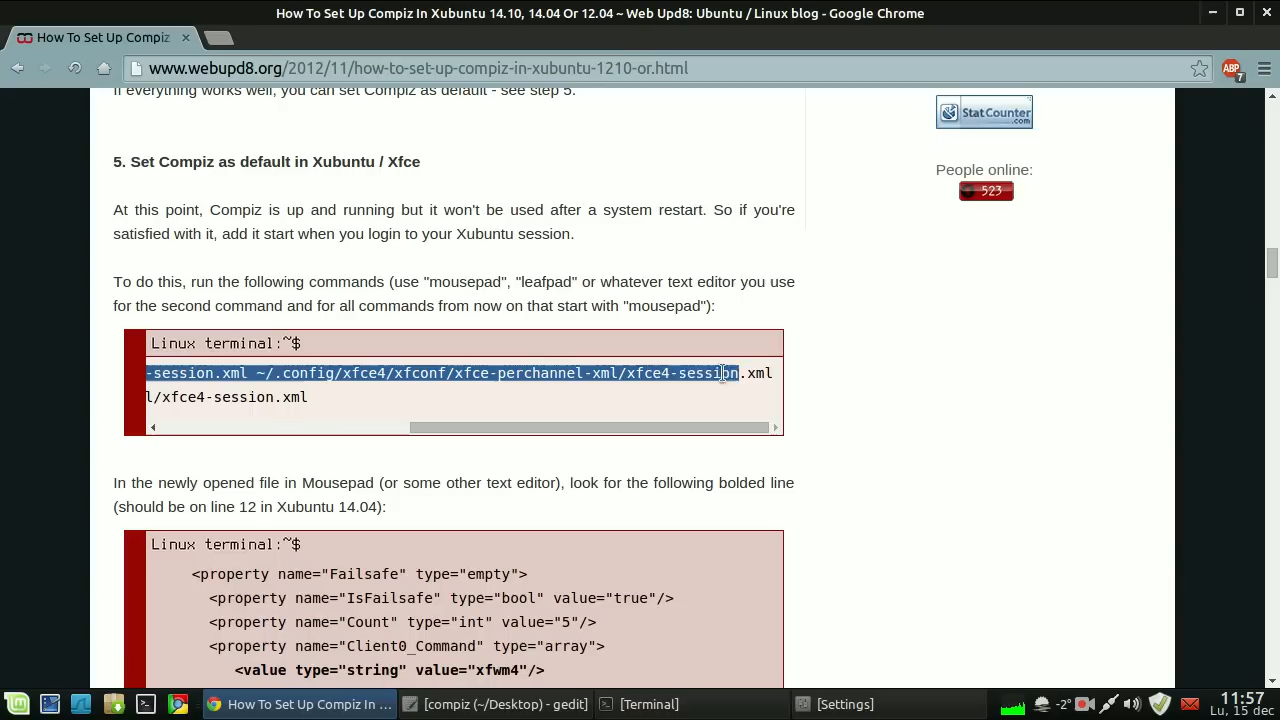 How To Set Up Compiz In Xubuntu 14.10, 14.04 Or 12.04 ~ Web Upd8: Ubuntu / Linux blog - Google Chrome
How To Set Up Compiz
www.webupd8.org/2012/11/how-to-set-up-compiz-in-xubuntu-1210-or.html
ABP
7
If everything works well, you can set Compiz as default - see step 5.
StatCounter
.com
5. Set Compiz as default in Xubuntu / Xfce
People online:
523
At this point, Compiz is up and running but it won't be used after a system restart. So if you're
satisfied with it, add it start when you login to your Xubuntu session.
To do this, run the following commands (use "mousepad", "leafpad" or whatever text editor you use
for the second command and for all commands from now on that start with "mousepad"):
Linux terminal:~$
-session.xml ~/.config/xfce4/xfconf/xfce-perchannel-xml/xfce4-session.xml
l/xfce4-session.xml
In the newly opened file in Mousepad (or some other text editor), look for the following bolded line
(should be on line 12 in Xubuntu 14.04):
Linux terminal:~$
<property name="Failsafe" type="empty">
<property name="IsFailsafe" type="bool" value="true"/>
<property name="Count" type="int" value="5"/>
<property name="Client0_Command" type="array">
<value type="string" value="xfwm4"/>
How To Set Up Compiz In ...
[compiz (~/Desktop) - gedit]
[Terminal]
[Settings]
-2°
11:57
Lu, 15 dec